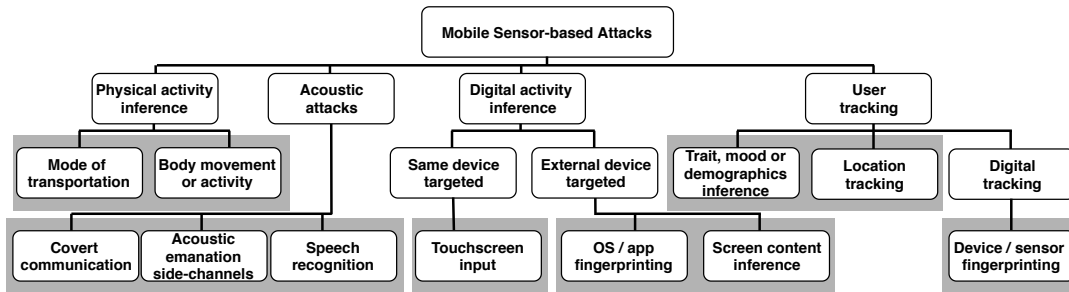 Mobile Sensor-based Attacks
Physical activity
inference
Acoustic
attacks
Digital activity
inference
User
tracking
Mode of
transportation
Body movement
or activity
Same device
targeted
External device
targeted
Trait, mood or
demographics
inference
Location
tracking
Digital
tracking
Covert
communication
Acoustic
emanation
side-channels
Speech
recognition
Touchscreen
input
OS / app
fingerprinting
Screen content
inference
Device / sensor
fingerprinting